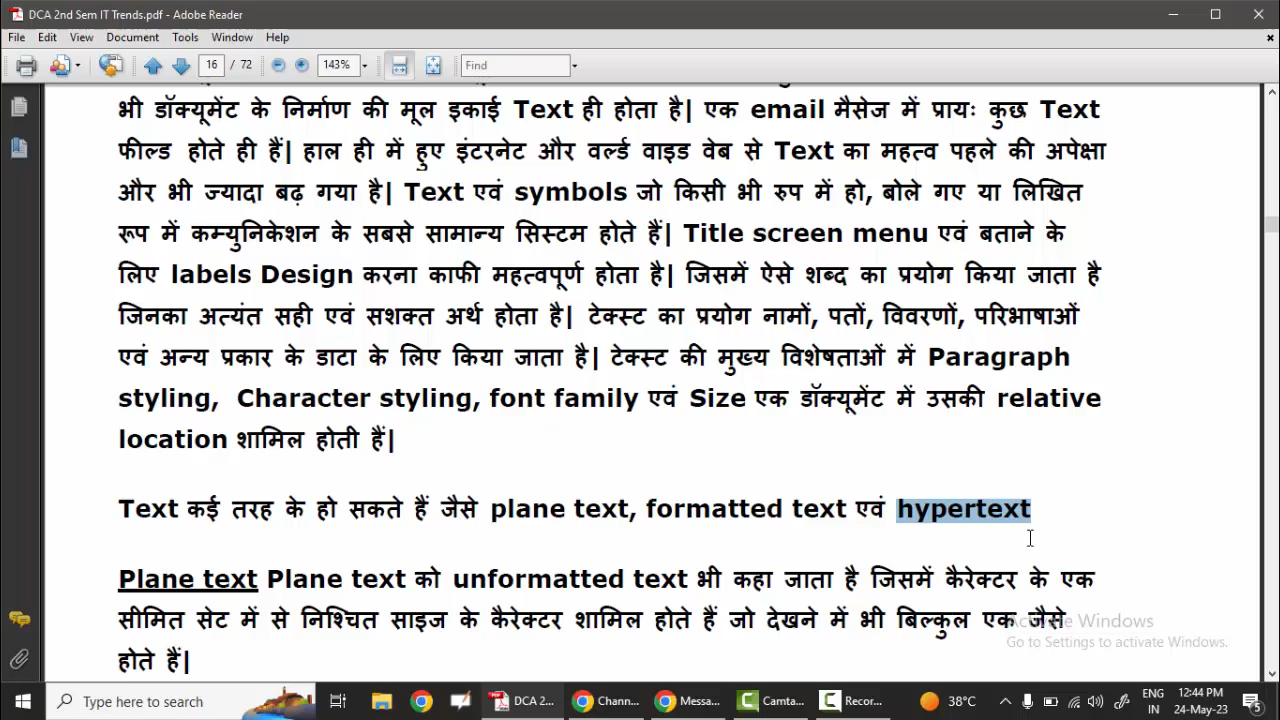 DCA 2nd Sem IT Trends.pdf - Adobe Reader
File Edit View Document Tools Window Help
16 / 72 143% Find
भी डॉक्यूमेंट के निर्माण की मूल इकाई Text ही होता है| एक email मैसेज में प्रायः कुछ Text
फील्ड होते ही हैं| हाल ही में हुए इंटरनेट और वर्ल्ड वाइड वेब से Text का महत्व पहले की अपेक्षा
और भी ज्यादा बढ़ गया है| Text एवं symbols जो किसी भी रुप में हो, बोले गए या लिखित
रूप में कम्युनिकेशन के सबसे सामान्य सिस्टम होते हैं| Title screen menu एवं बताने के
लिए labels Design करना काफी महत्वपूर्ण होता है| जिसमें ऐसे शब्द का प्रयोग किया जाता है
जिनका अत्यंत सही एवं सशक्त अर्थ होता है| टेक्स्ट का प्रयोग नामों, पतों, विवरणों, परिभाषाओं
एवं अन्य प्रकार के डाटा के लिए किया जाता है| टेक्स्ट की मुख्य विशेषताओं में Paragraph
styling, Character styling, font family एवं Size एक डॉक्यूमेंट में उसकी relative
location शामिल होती हैं|
Text कई तरह के हो सकते हैं जैसे plane text, formatted text एवं hypertext
Plane text Plane text को unformatted text भी कहा जाता है जिसमें कैरेक्टर के एक
सीमित सेट में से निश्चित साइज के कैरेक्टर शामिल होते हैं जो देखने में भी बिल्कुल एक जैसे
होते हैं|
Activate Windows
Go to Settings to activate Windows.
Type here to search DCA 2... Chann... Messa... Camta... Recor... 38°C ENG 12:44 PM
IN 24-May-23 5